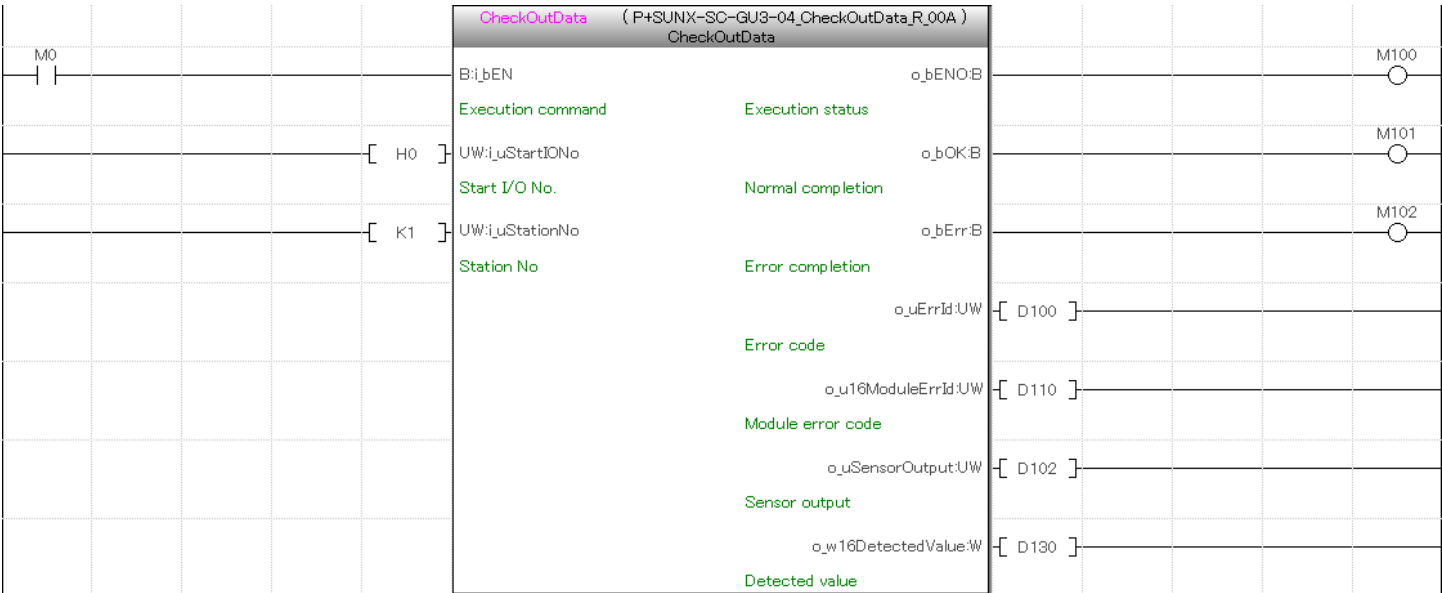 CheckOutData (P+SUNX-SC-GU3-04_CheckOutData_R_00A)
CheckOutData
M0 B:i_bEN o_bENO:B M100
Execution command Execution status
H0 UW:i_uStartIONo o_bOK:B M101
Start I/O No. Normal completion
K1 UW:i_uStationNo o_bErr:B M102
Station No Error completion
o_uErrId:UW D100
Error code
o_u16ModuleErrId:UW D110
Module error code
o_uSensorOutput:UW D102
Sensor output
o_w16DetectedValue:W D130
Detected value